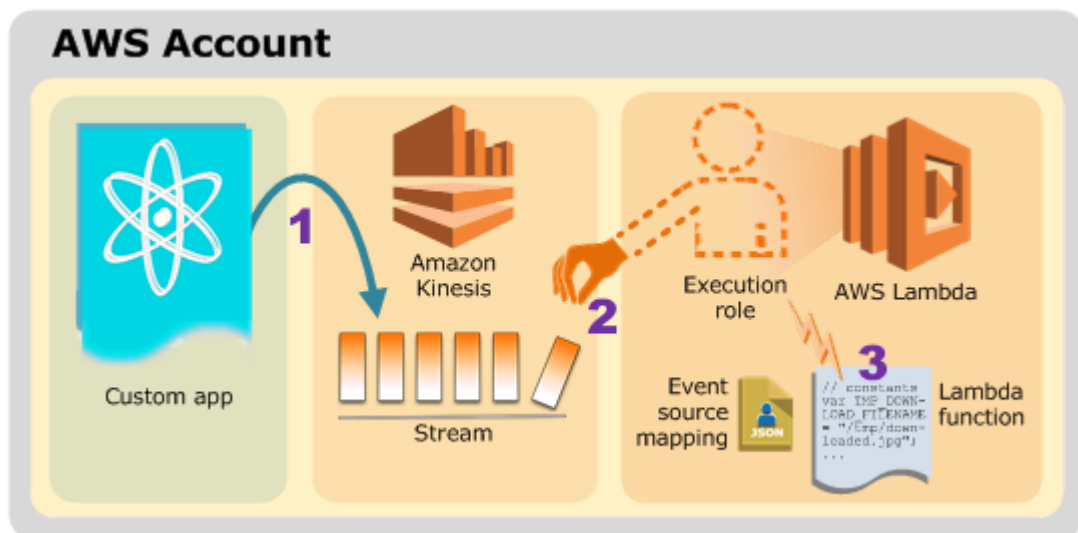 AWS Account
1
Amazon
Kinesis
Custom app
Stream
2
Execution
role
AWS Lambda
3
Event
source
mapping
JSON
// constants
var TMP_DOWN-
LOAD_FILENAME
= "/tmp/down-
loaded.jpg";
...
Lambda
function